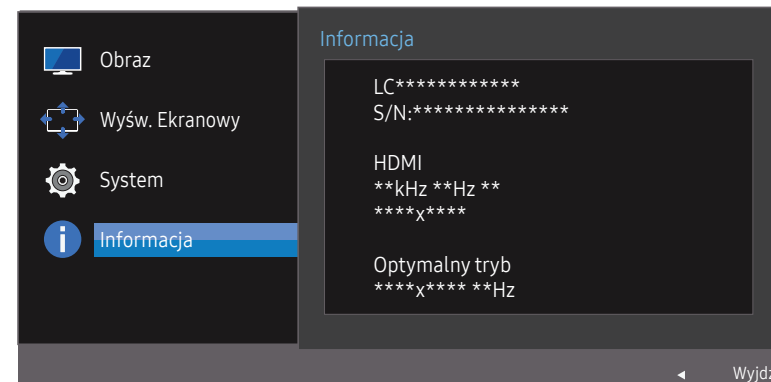 Obraz
Wyśw. Ekranowy
System
Informacja
Informacja
LC************
S/N:***************
HDMI
**kHz **Hz **
****x****
Optymalny tryb
****x**** **Hz